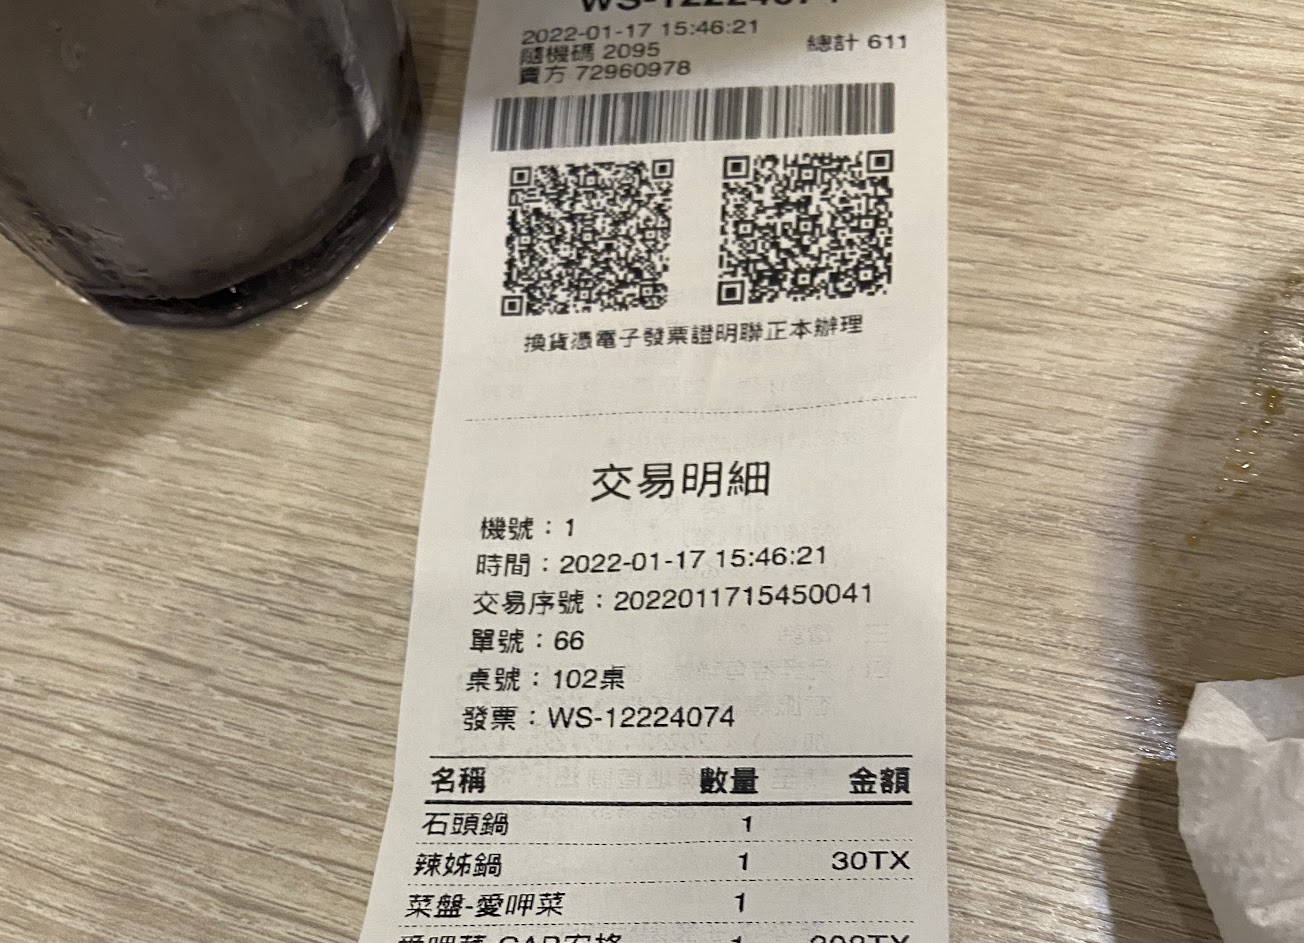 WS-12224074
2022-01-17 15:46:21
隨機碼 2095 總計 611
賣方 72960978
換貨憑電子發票證明聯正本辦理
交易明細
機號：1
時間：2022-01-17 15:46:21
交易序號：2022011715450041
單號：66
桌號：102桌
發票：WS-12224074
名稱 數量 金額
石頭鍋 1
辣姊鍋 1 30TX
菜盤-愛呷菜 1